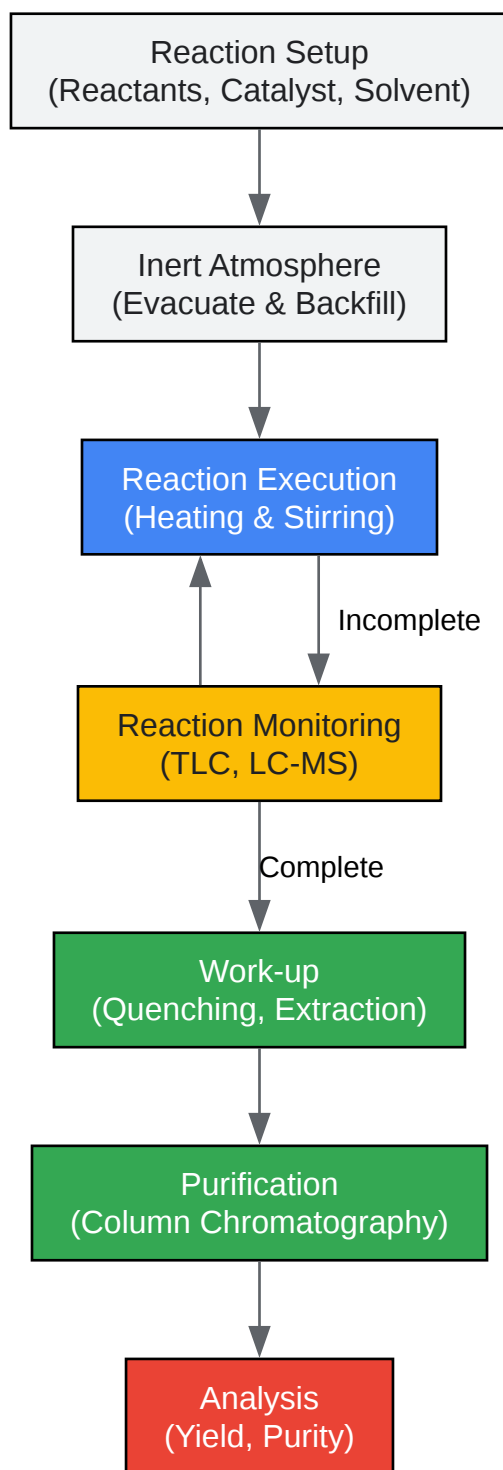 Reaction Setup
(Reactants, Catalyst, Solvent)
Inert Atmosphere
(Evacuate & Backfill)
Reaction Execution
(Heating & Stirring)
Incomplete
Reaction Monitoring
(TLC, LC-MS)
Complete
Work-up
(Quenching, Extraction)
Purification
(Column Chromatography)
Analysis
(Yield, Purity)